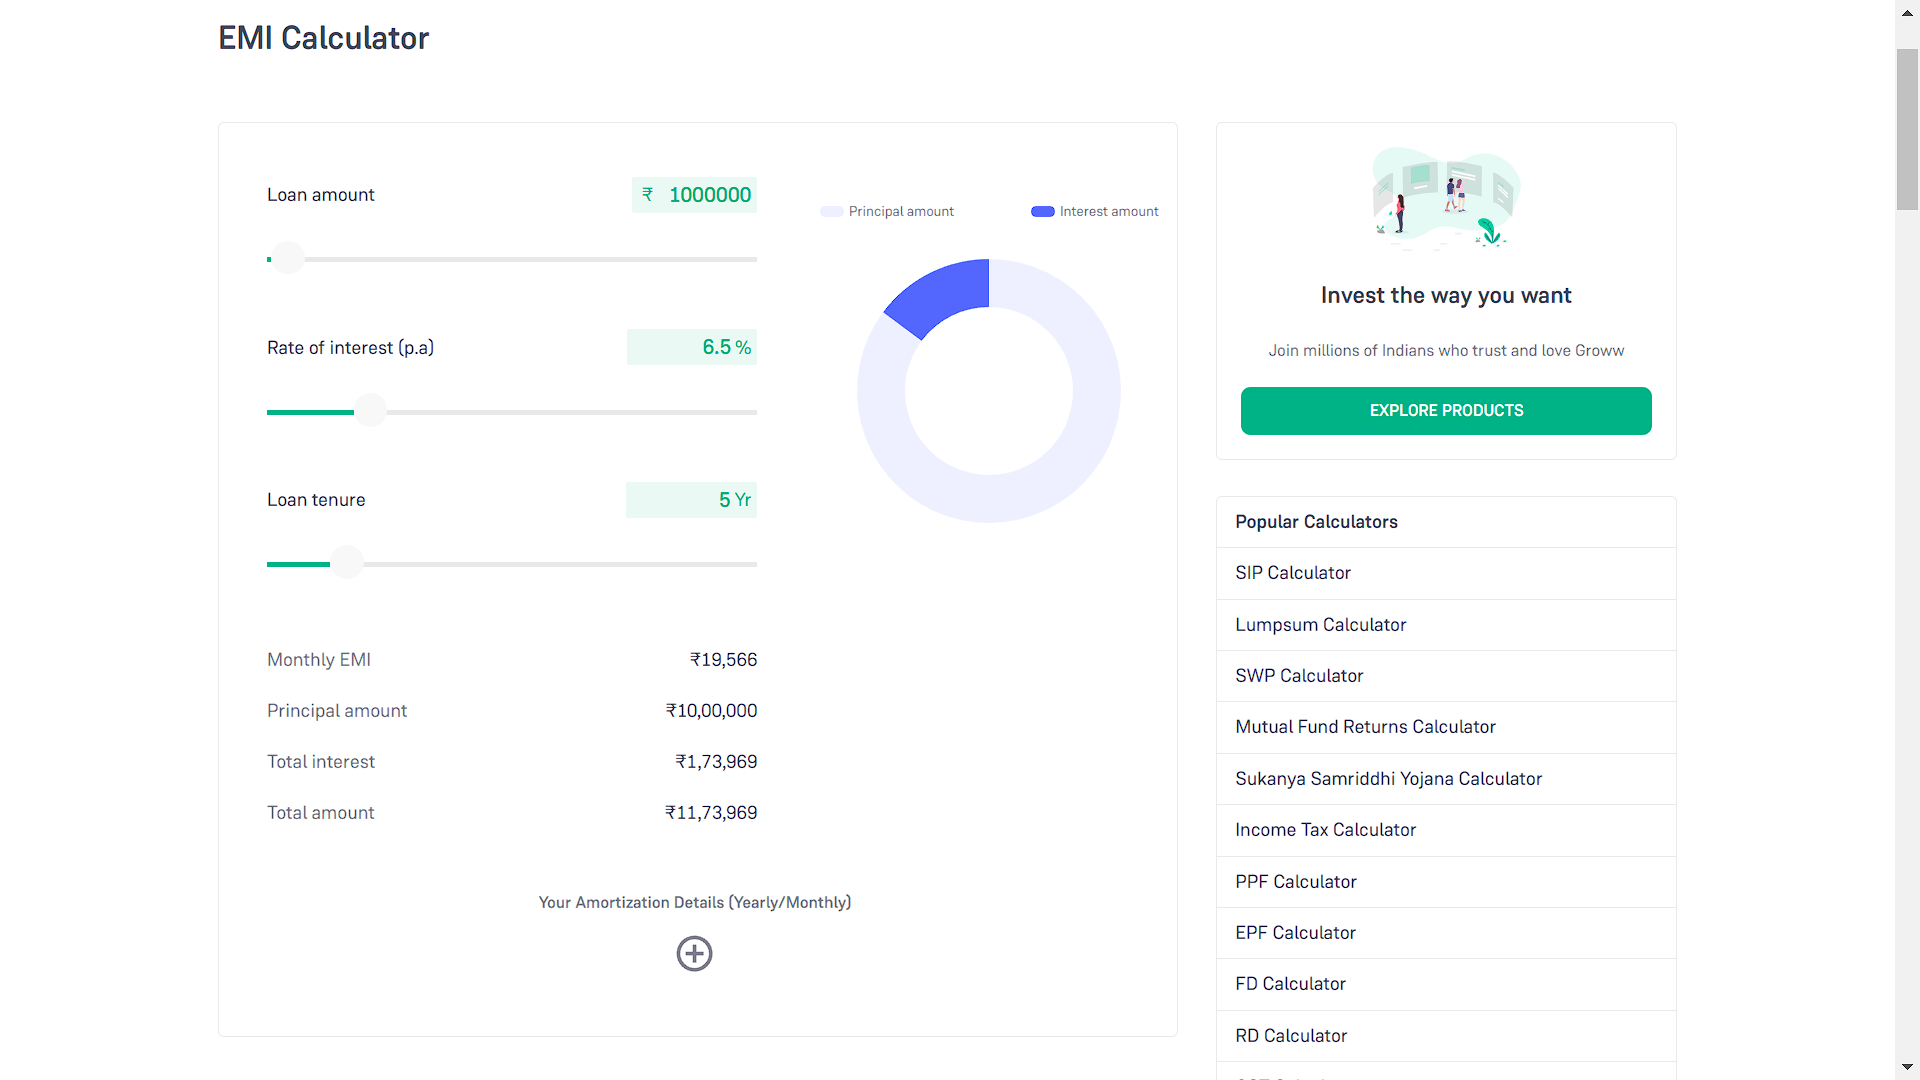 EMI Calculator
Loan amount
₹ 1000000
Rate of interest (p.a)
6.5 %
Loan tenure
5 Yr
Principal amount
Interest amount
Monthly EMI
₹19,566
Principal amount
₹10,00,000
Total interest
₹1,73,969
Total amount
₹11,73,969
Your Amortization Details (Yearly/Monthly)
Invest the way you want
Join millions of Indians who trust and love Groww
EXPLORE PRODUCTS
Popular Calculators
SIP Calculator
Lumpsum Calculator
SWP Calculator
Mutual Fund Returns Calculator
Sukanya Samriddhi Yojana Calculator
Income Tax Calculator
PPF Calculator
EPF Calculator
FD Calculator
RD Calculator